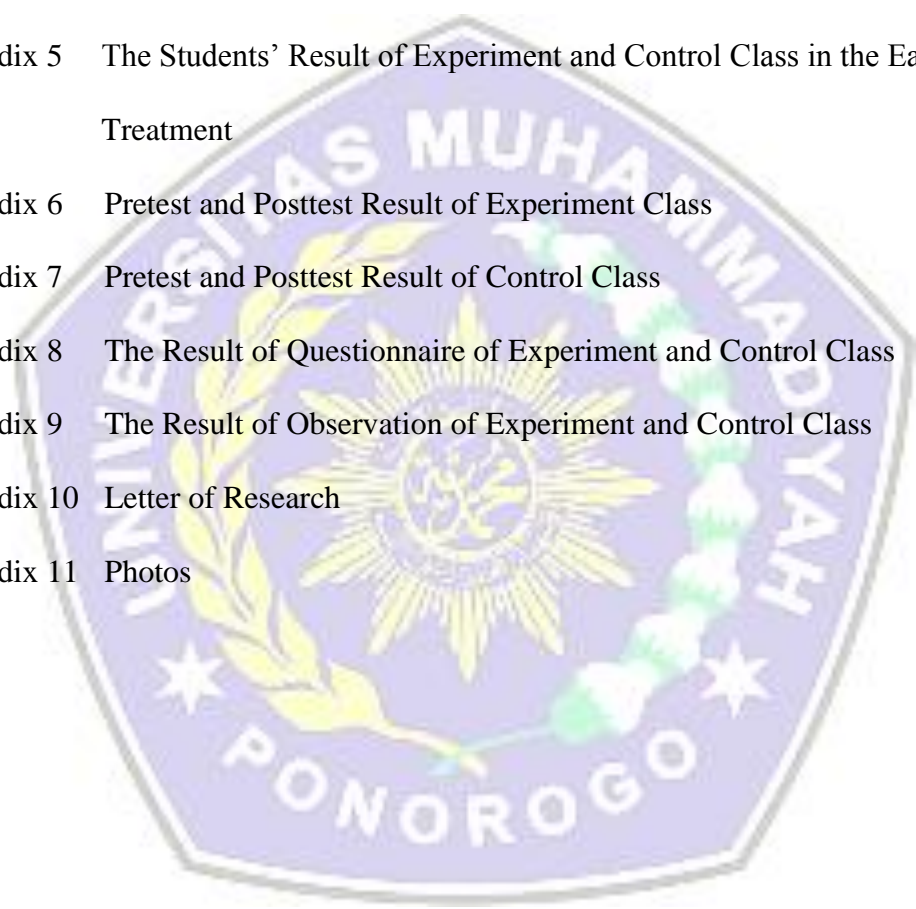 dix 5 The Students’ Result of Experiment and Control Class in the Ea
Treatment
dix 6 Pretest and Posttest Result of Experiment Class
dix 7 Pretest and Posttest Result of Control Class
dix 8 The Result of Questionnaire of Experiment and Control Class
dix 9 The Result of Observation of Experiment and Control Class
dix 10 Letter of Research
dix 11 Photos
UNIVERSITAS MUHAMMADIYAH
PONOROGO